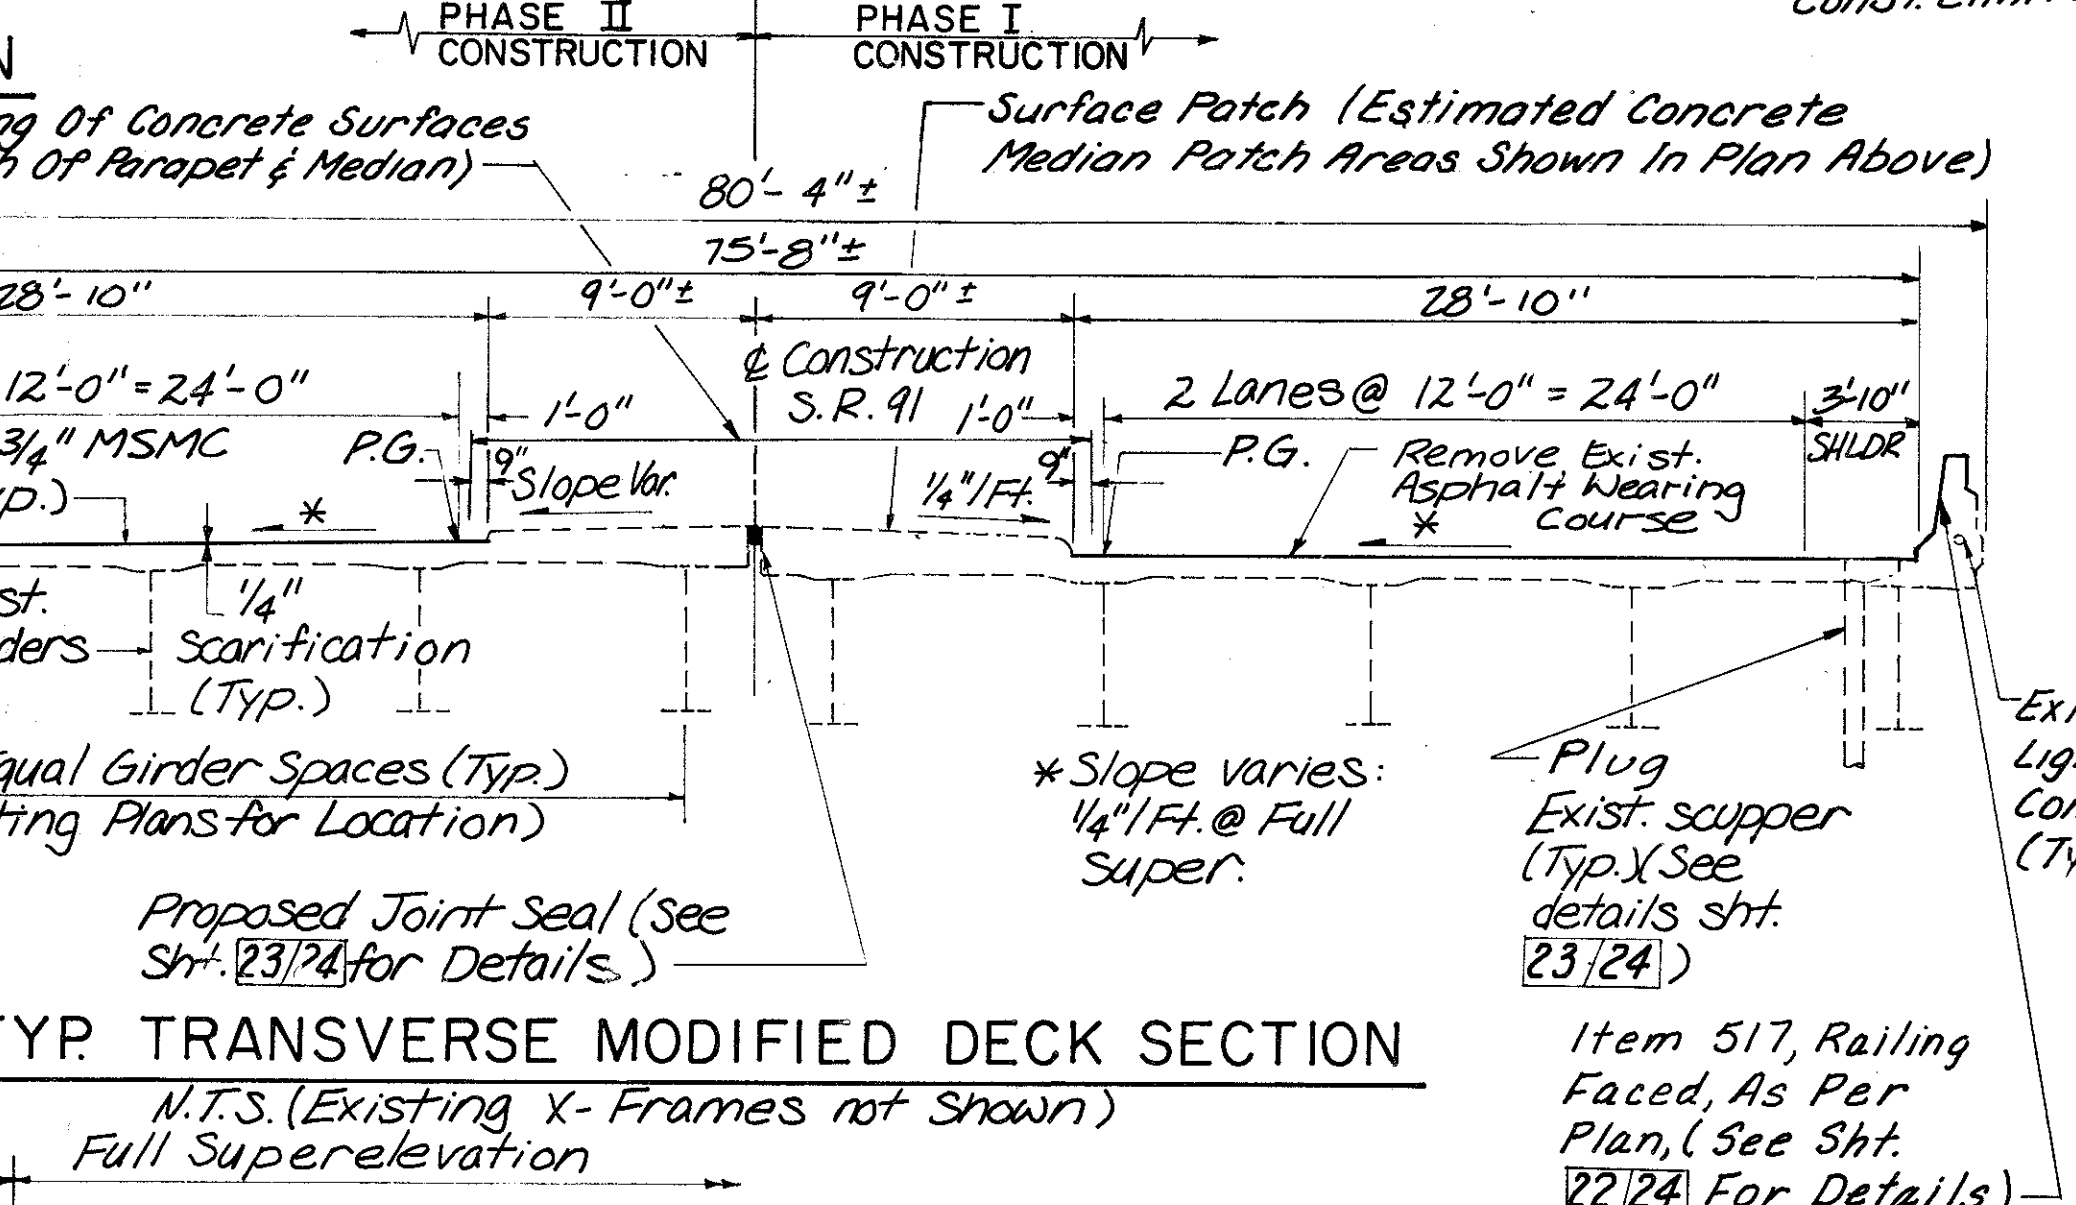 PHASE II
CONSTRUCTION
PHASE I
CONSTRUCTION
Const.
N
Of Concrete Surfaces
Of Parapet & Median)
Surface Patch (Estimated Concrete
Median Patch Areas Shown In Plan Above)
80'-4"±
75'-8"±
28'-10"
9'-0"±
9'-0"±
28'-10"
℄ Construction
S.R. 91
12'-0" = 24'-0"
1'-0"
1'-0"
2 Lanes @ 12'-0" = 24'-0"
3'-10"
SHLDR
3/4" MSMC
P.G.
9"
Slope Var.
1/4"/Ft.
9"
P.G.
Remove Exist.
Asphalt Wearing
Course
*
*
1/4"
Scarification
(Typ.)
Girder Spaces (Typ.)
Plans for Location)
* Slope varies:
1/4"/Ft. @ Full
Super.
Plug
Exist. scupper
(Typ.)(See
details sht.
23/24)
Proposed Joint Seal (See
Sht. 23/24 for Details)
TYP. TRANSVERSE MODIFIED DECK SECTION
N.T.S. (Existing X-Frames not Shown)
Full Superelevation
Item 517, Railing
Faced, As Per
Plan, (See Sht.
22/24 For Details)